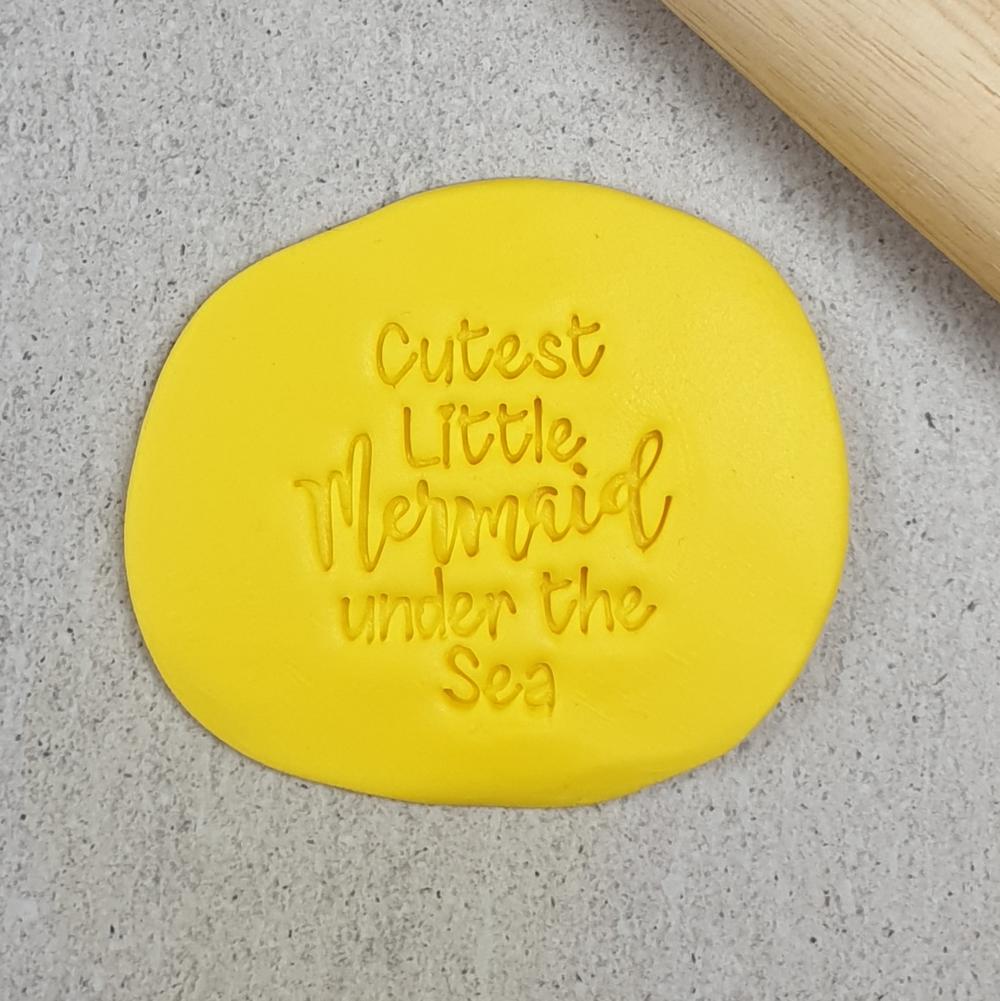 Cutest
Little
Mermaid
under the
Sea